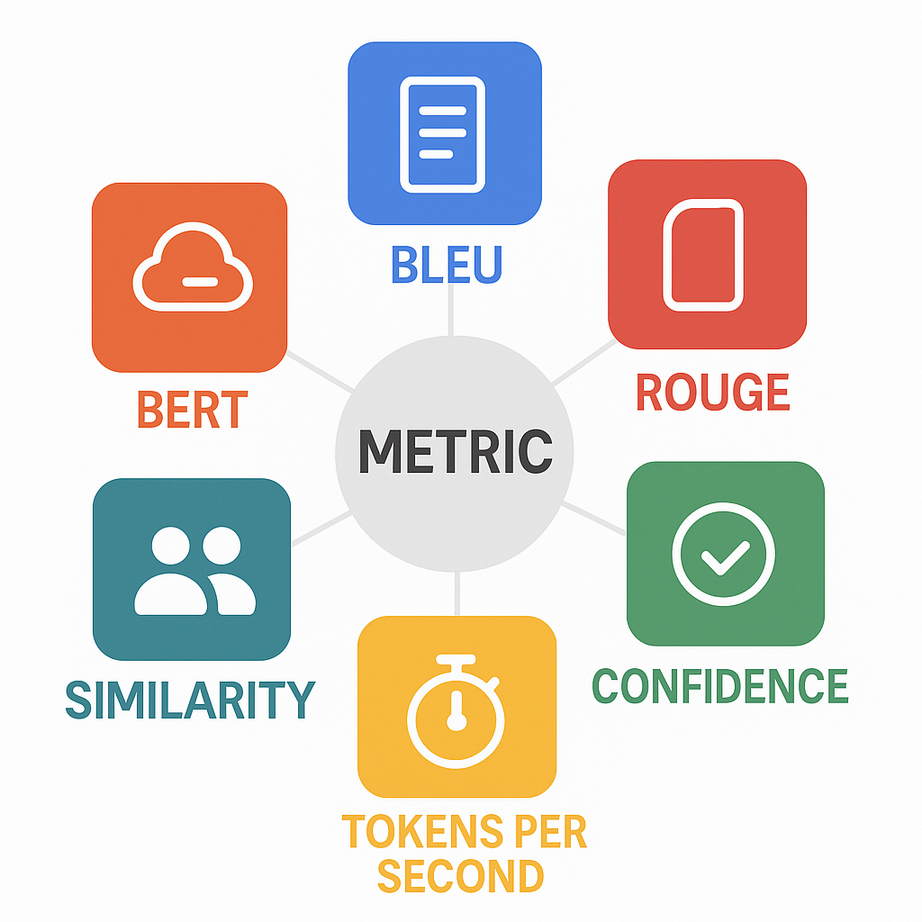 BLEU
BERT
ROUGE
METRIC
SIMILARITY
CONFIDENCE
TOKENS PER
SECOND